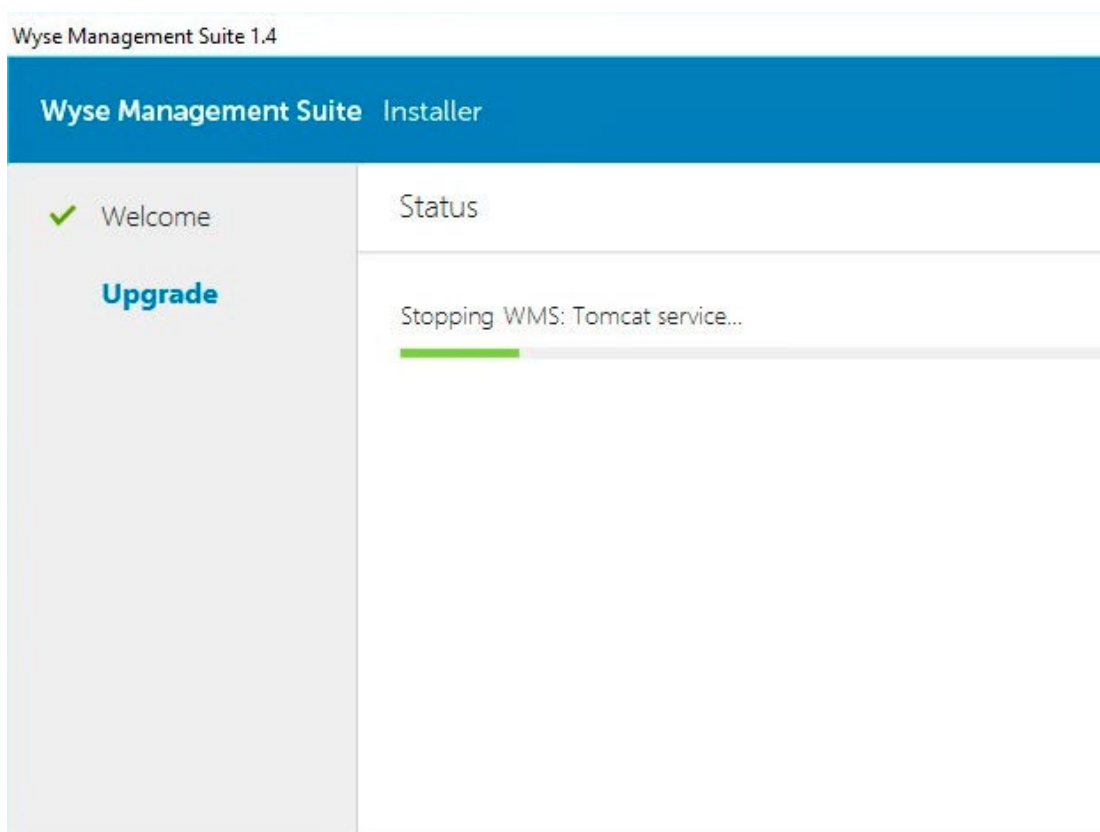 Wyse Management Suite 1.4
Wyse Management Suite Installer
Welcome
Upgrade
Status
Stopping WMS: Tomcat service...